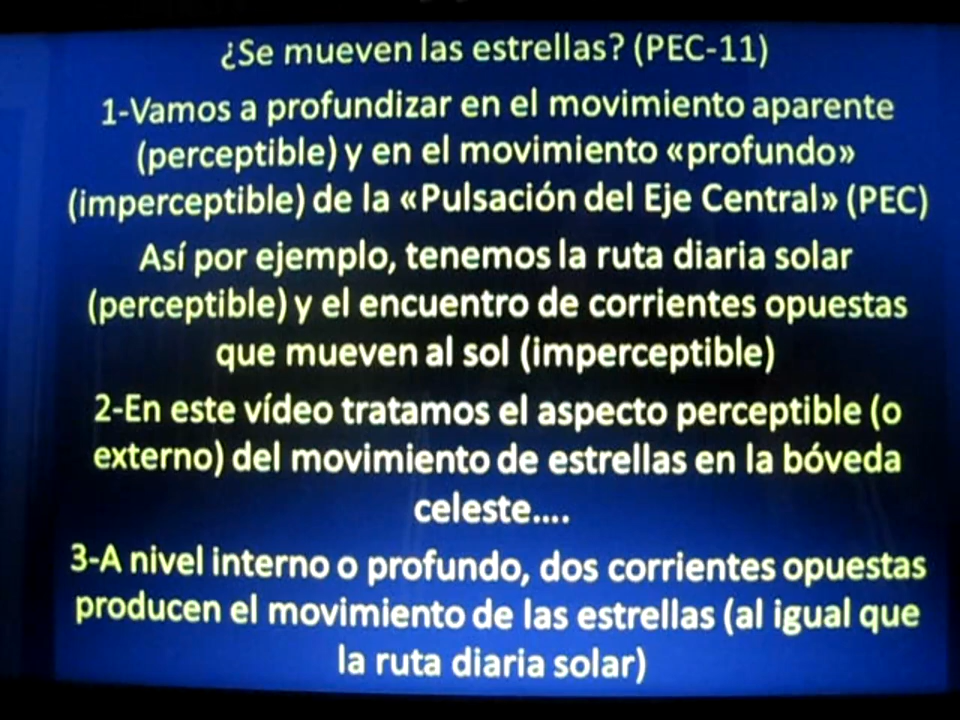 ¿Se mueven las estrellas? (PEC-11)
1-Vamos a profundizar en el movimiento aparente
(perceptible) y en el movimiento «profundo»
(imperceptible) de la «Pulsación del Eje Central» (PEC)
Así por ejemplo, tenemos la ruta diaria solar
(perceptible) y el encuentro de corrientes opuestas
que mueven al sol (imperceptible)
2-En este vídeo tratamos el aspecto perceptible (o
externo) del movimiento de estrellas en la bóveda
celeste....
3-A nivel interno o profundo, dos corrientes opuestas
producen el movimiento de las estrellas (al igual que
la ruta diaria solar)